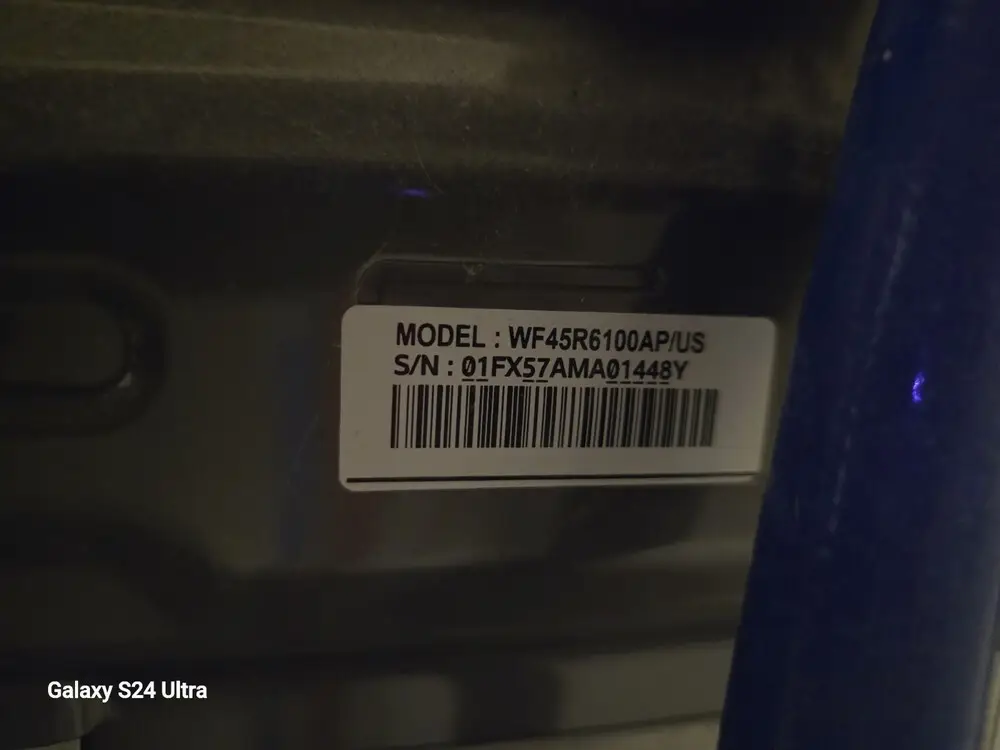 MODEL : WF45R6100AP/US
S/N : 01FX57AMA01448Y
Galaxy S24 Ultra